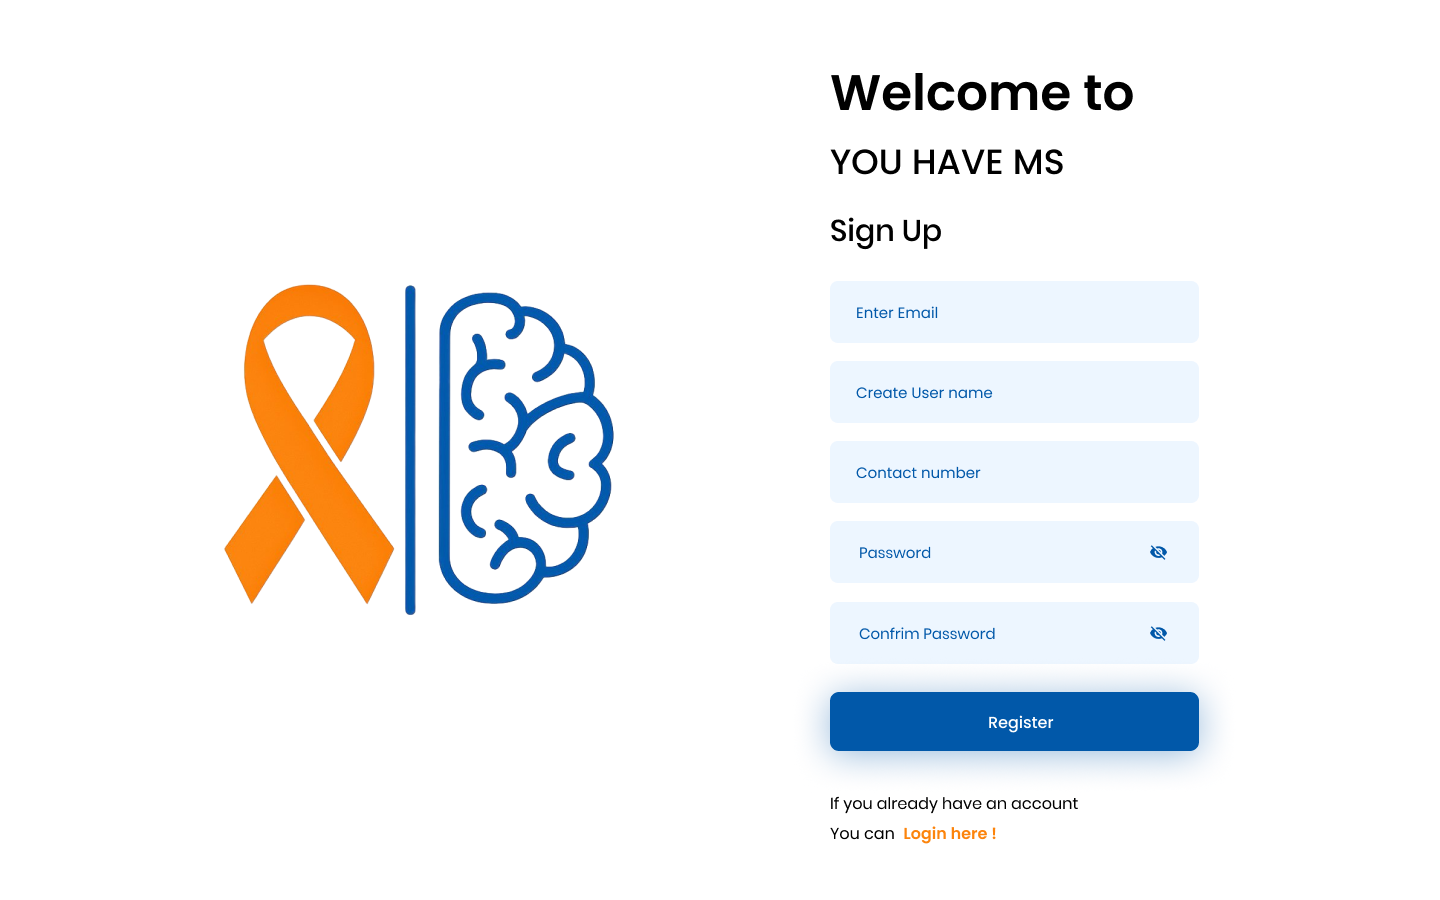 Welcome to
YOU HAVE MS
Sign Up
Enter Email
Create User name
Contact number
Password
Confrim Password
Register
If you already have an account
You can Login here !